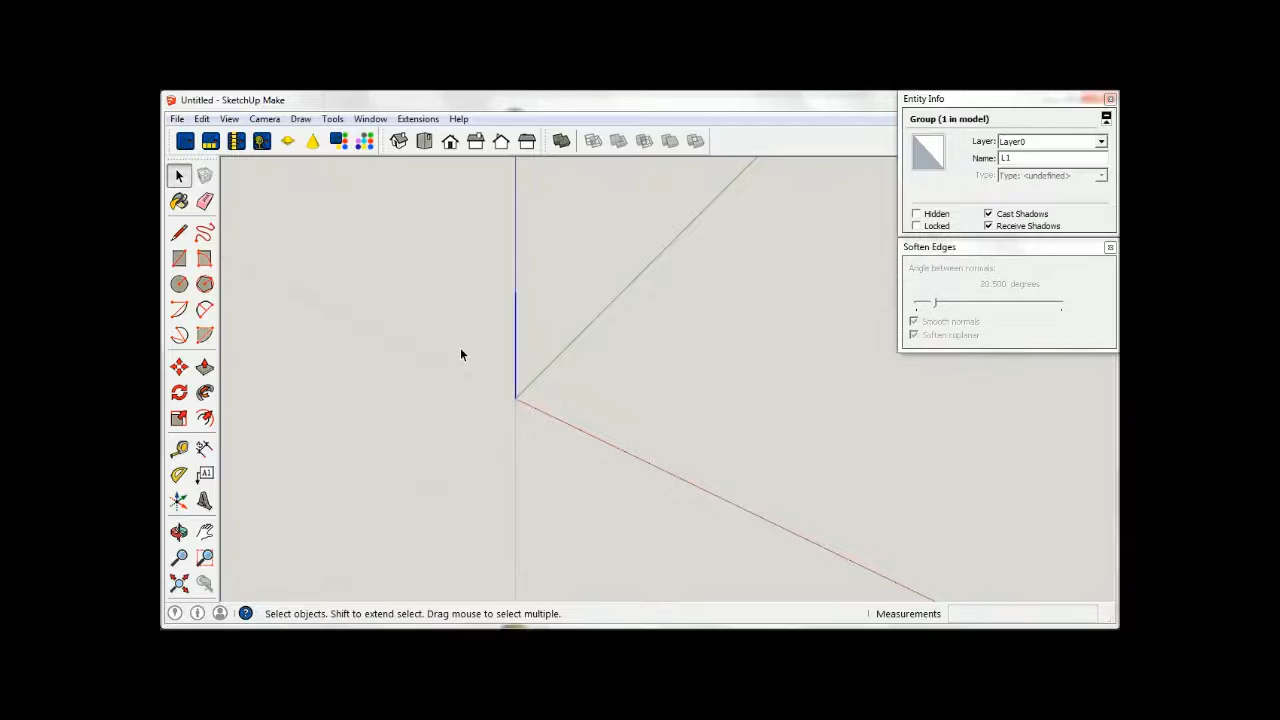 Untitled - SketchUp Make
File Edit View Camera Draw Tools Window Extensions Help
Entity Info
Group (1 in model)
Layer: Layer0
Name: L1
Type: Type: <undefined>
Hidden Cast Shadows
Locked Receive Shadows
Soften Edges
Angle between normals:
20.500 degrees
Smooth normals
Soften coplanar
A1
Select objects. Shift to extend select. Drag mouse to select multiple.
Measurements